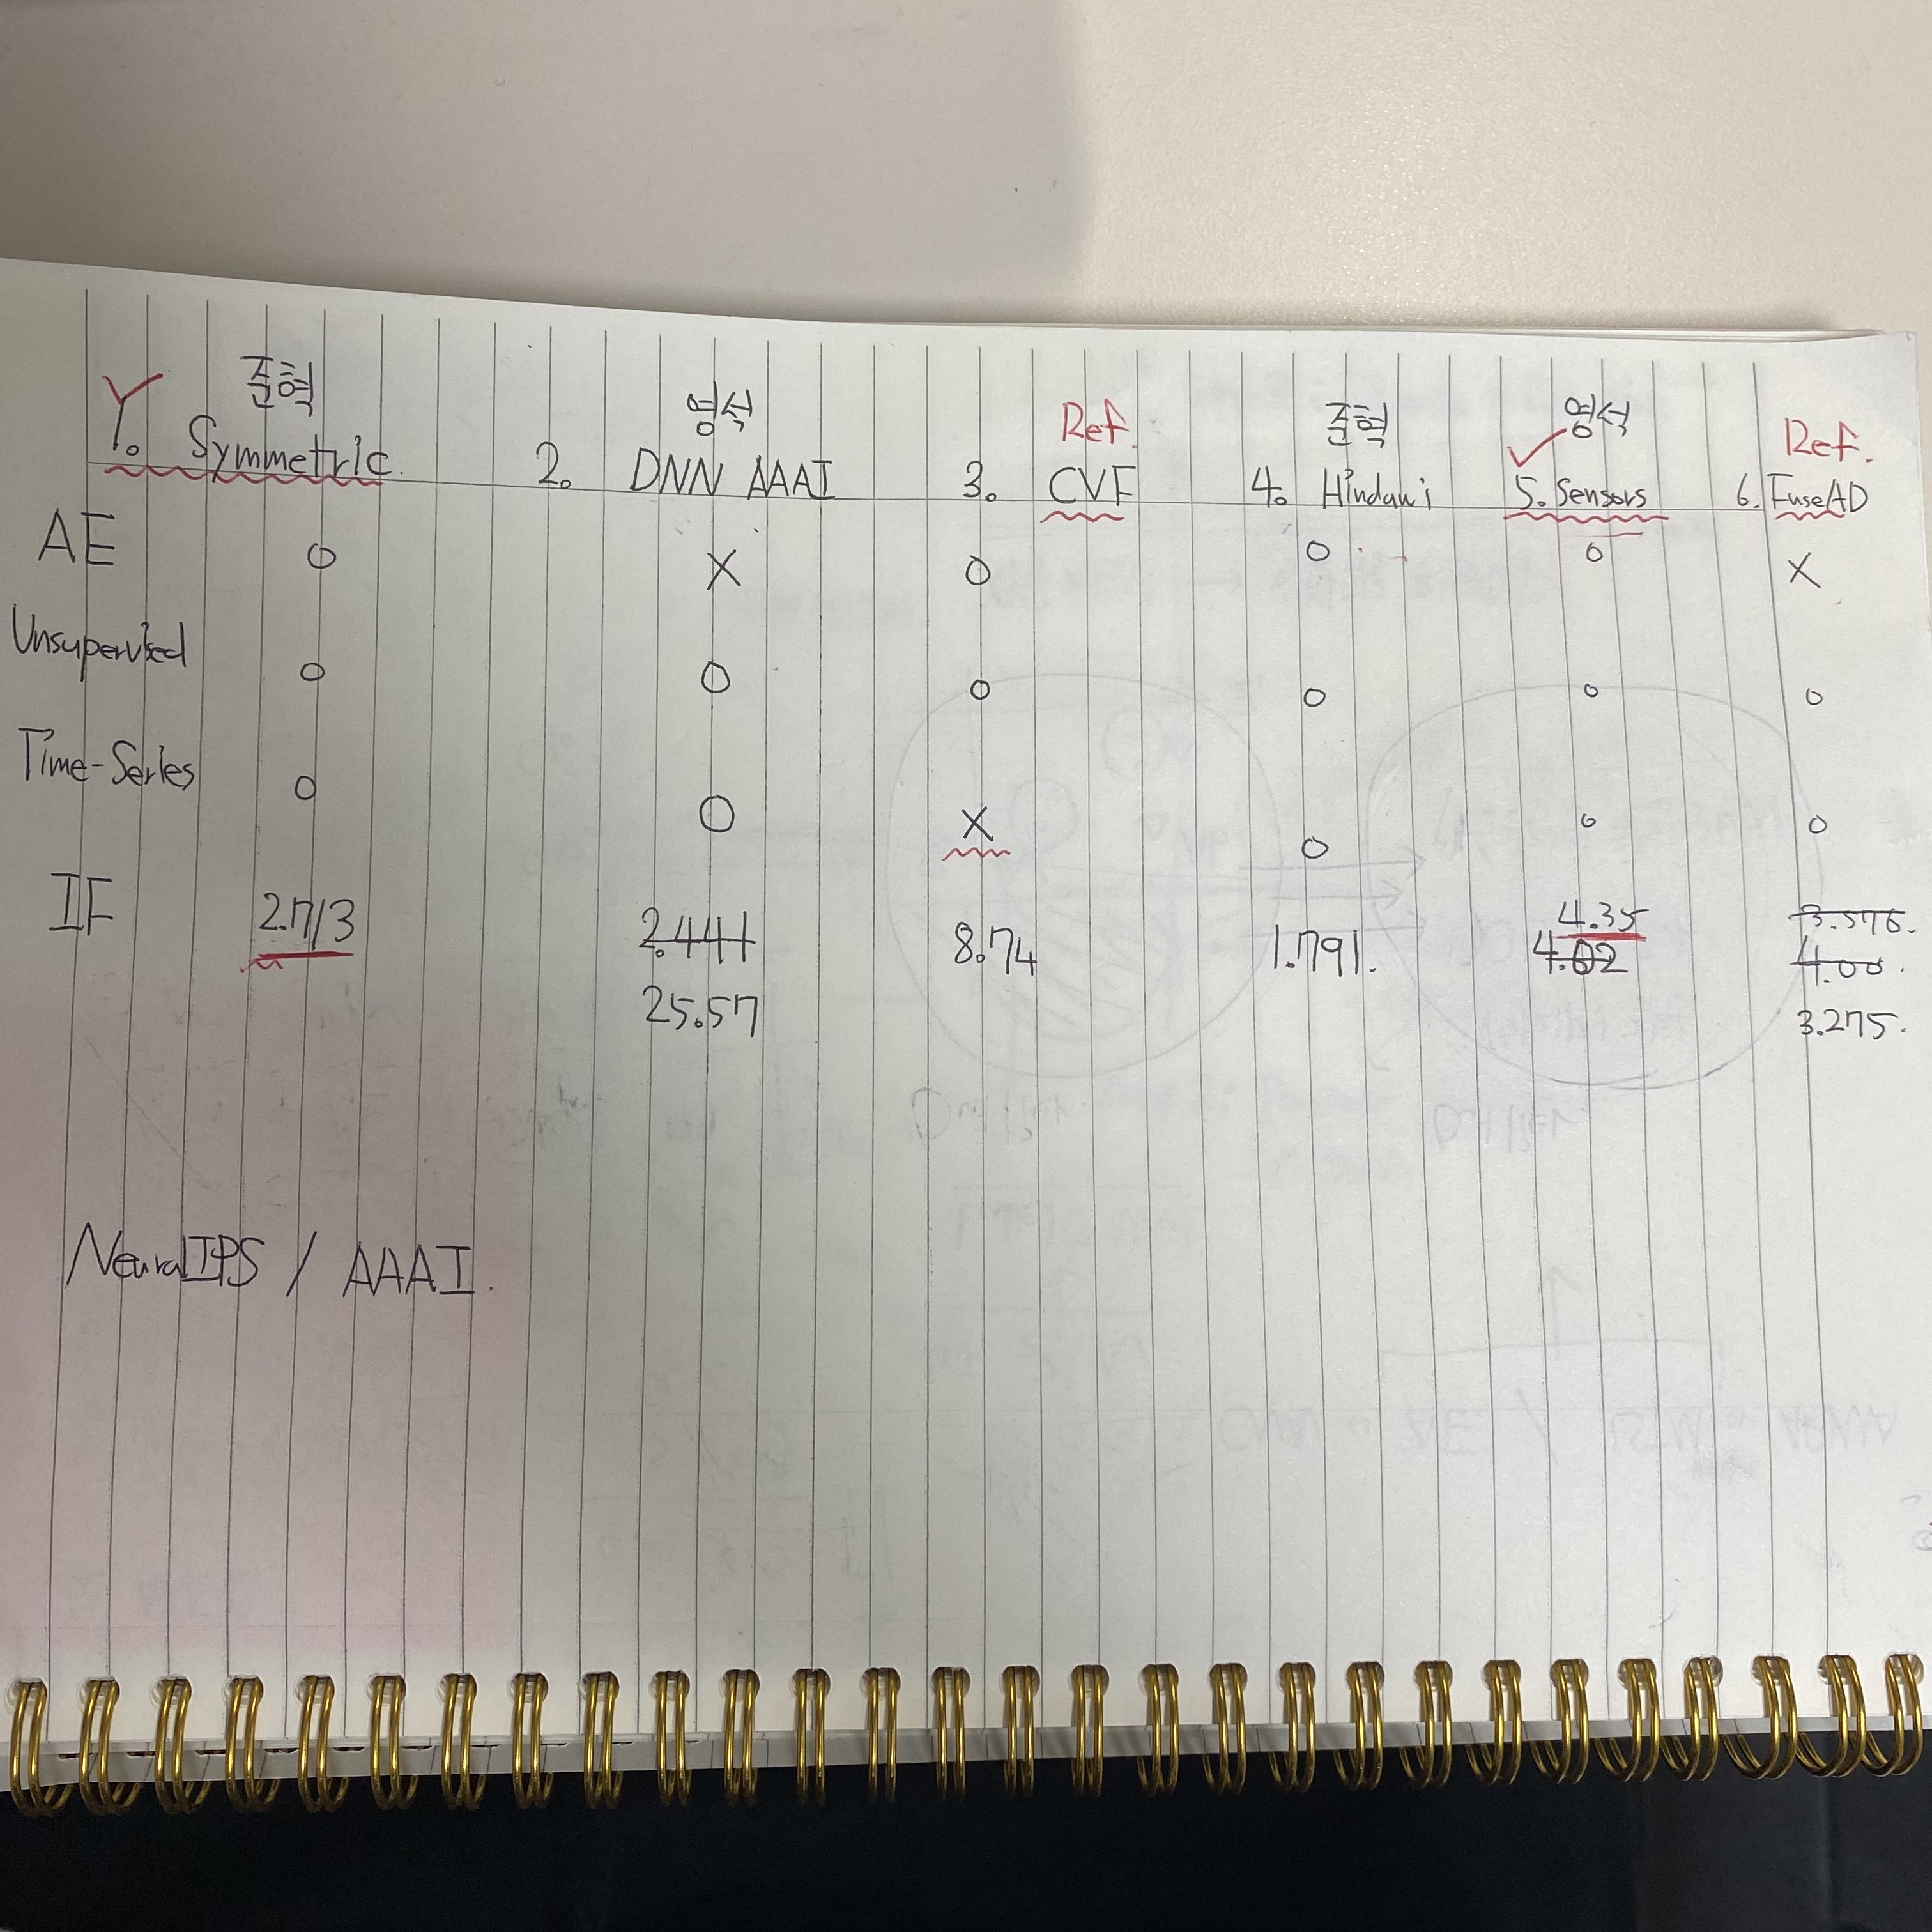 준혁 영석 Ref. 준혁 영석 Ref.
1. Symmetric. 2. DNN AAAI 3. CVF 4. Hindawi 5. Sensors 6. FuseAD
AE O X O O O X
Unsupervised O O O O O O
Time-Series O O X O O O
IF 2.713 2.441 8.74 1.791. 4.35 3.576.
4.02 4.00.
25.57 3.275.
NeuralIPS / AAAI.